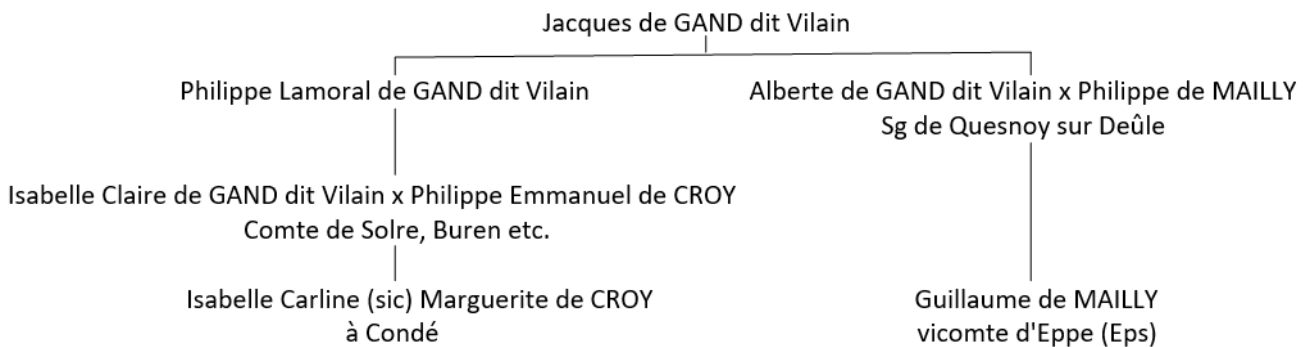 Jacques de GAND dit Vilain
Philippe Lamoral de GAND dit Vilain
Alberte de GAND dit Vilain x Philippe de MAILLY
Sg de Quesnoy sur Deûle
Isabelle Claire de GAND dit Vilain x Philippe Emmanuel de CROY
Comte de Solre, Buren etc.
Isabelle Carline (sic) Marguerite de CROY
à Condé
Guillaume de MAILLY
vicomte d'Eppe (Eps)